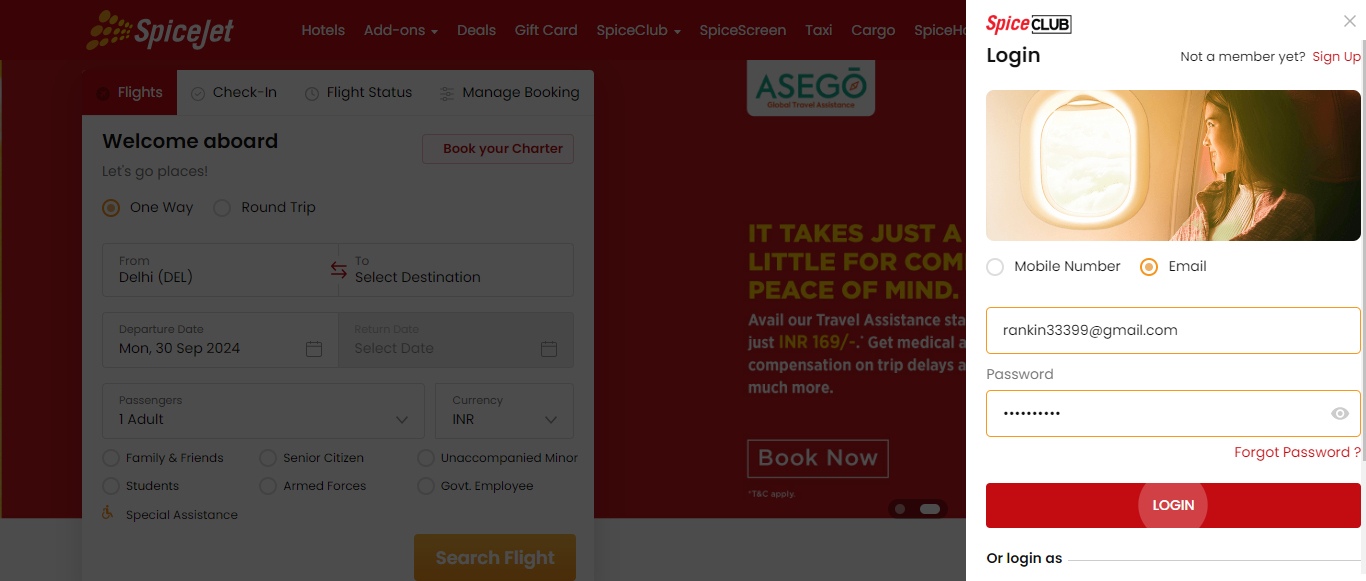 SpiceJet
Hotels Add-ons Deals Gift Card SpiceClub SpiceScreen Taxi Cargo
Flights Check-In Flight Status Manage Booking
Welcome aboard
Book your Charter
Let's go places!
One Way Round Trip
From
Delhi (DEL)
To
Select Destination
Departure Date
Mon, 30 Sep 2024
Return Date
Select Date
Passengers
1 Adult
Currency
INR
Family & Friends Senior Citizen Unaccompanied Minor
Students Armed Forces Govt. Employee
Special Assistance
Search Flight
ASEGO
Global Travel Assistance
IT TAKES JUST A
LITTLE FOR COM
PEACE OF MIND.
Avail our Travel Assistance sta
just INR 169/-.* Get medical a
compensation on trip delays a
much more.
Book Now
*T&C apply.
SpiceCLUB
Login
Not a member yet? Sign Up
Mobile Number Email
rankin33399@gmail.com
Password
••••••••••
Forgot Password ?
LOGIN
Or login as